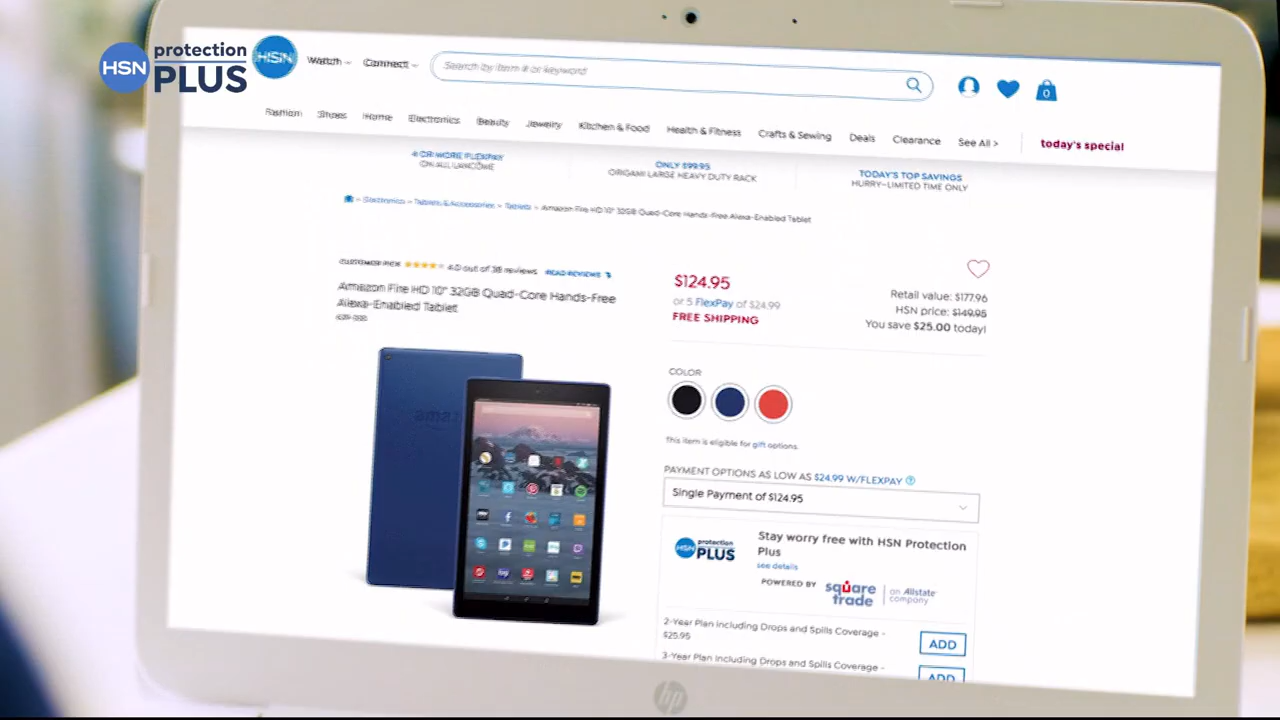 HSN protection PLUS
HSN
Watch Connect
Search by item # or keyword
0
Fashion Shoes Home Electronics Beauty Jewelry Kitchen & Food Health & Fitness Crafts & Sewing Deals Clearance See All > today's special
4 OR MORE FLEXPAY
ON ALL LANCOME
ONLY $99.95
ORIGAMI LARGE HEAVY DUTY RACK
TODAY'S TOP SAVINGS
HURRY-LIMITED TIME ONLY
> Electronics > Tablets & Accessories > Tablets > Amazon Fire HD 10" 32GB Quad-Core Hands-Free Alexa-Enabled Tablet
CUSTOMER PICK 4.0 out of 38 reviews READ REVIEWS
Amazon Fire HD 10" 32GB Quad-Core Hands-Free
Alexa-Enabled Tablet
$124.95
or 5 FlexPay of $24.99
FREE SHIPPING
Retail value: $177.96
HSN price: $149.95
You save $25.00 today!
COLOR
This item is eligible for gift options.
PAYMENT OPTIONS AS LOW AS $24.99 W/FLEXPAY ?
Single Payment of $124.95
HSN protection PLUS
Stay worry free with HSN Protection
Plus
see details
POWERED BY square trade | an Allstate company
2-Year Plan Including Drops and Spills Coverage -
$25.95
ADD
3-Year Plan Including Drops and Spills Coverage -
ADD
hp